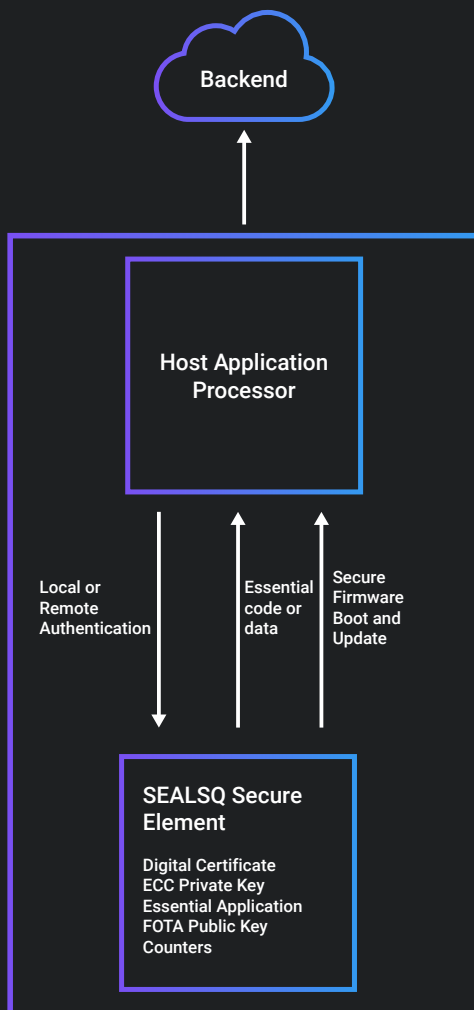 Backend
Host Application
Processor
Local or
Remote
Authentication
Essential
code or
data
Secure
Firmware
Boot and
Update
SEALSQ Secure
Element
Digital Certificate
ECC Private Key
Essential Application
FOTA Public Key
Counters